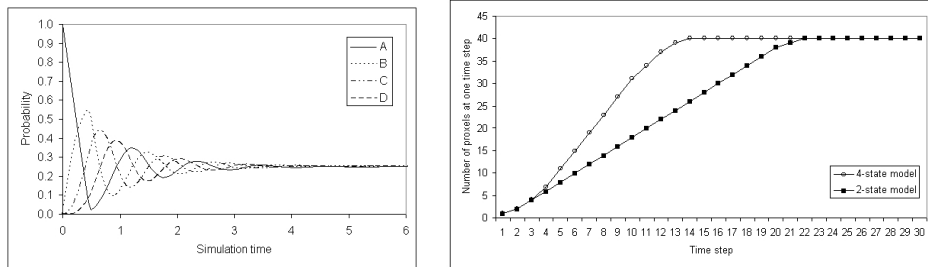 1.0
0.9
0.8
0.7
0.6
0.5
0.4
0.3
0.2
0.1
0.0
Probability
0 1 2 3 4 5 6
Simulation time
A
B
C
D
45
40
35
30
25
20
15
10
5
0
Number of proxels at one time step
1 2 3 4 5 6 7 8 9 10 11 12 13 14 15 16 17 18 19 20 21 22 23 24 25 26 27 28 29 30
Time step
4-state model
2-state model